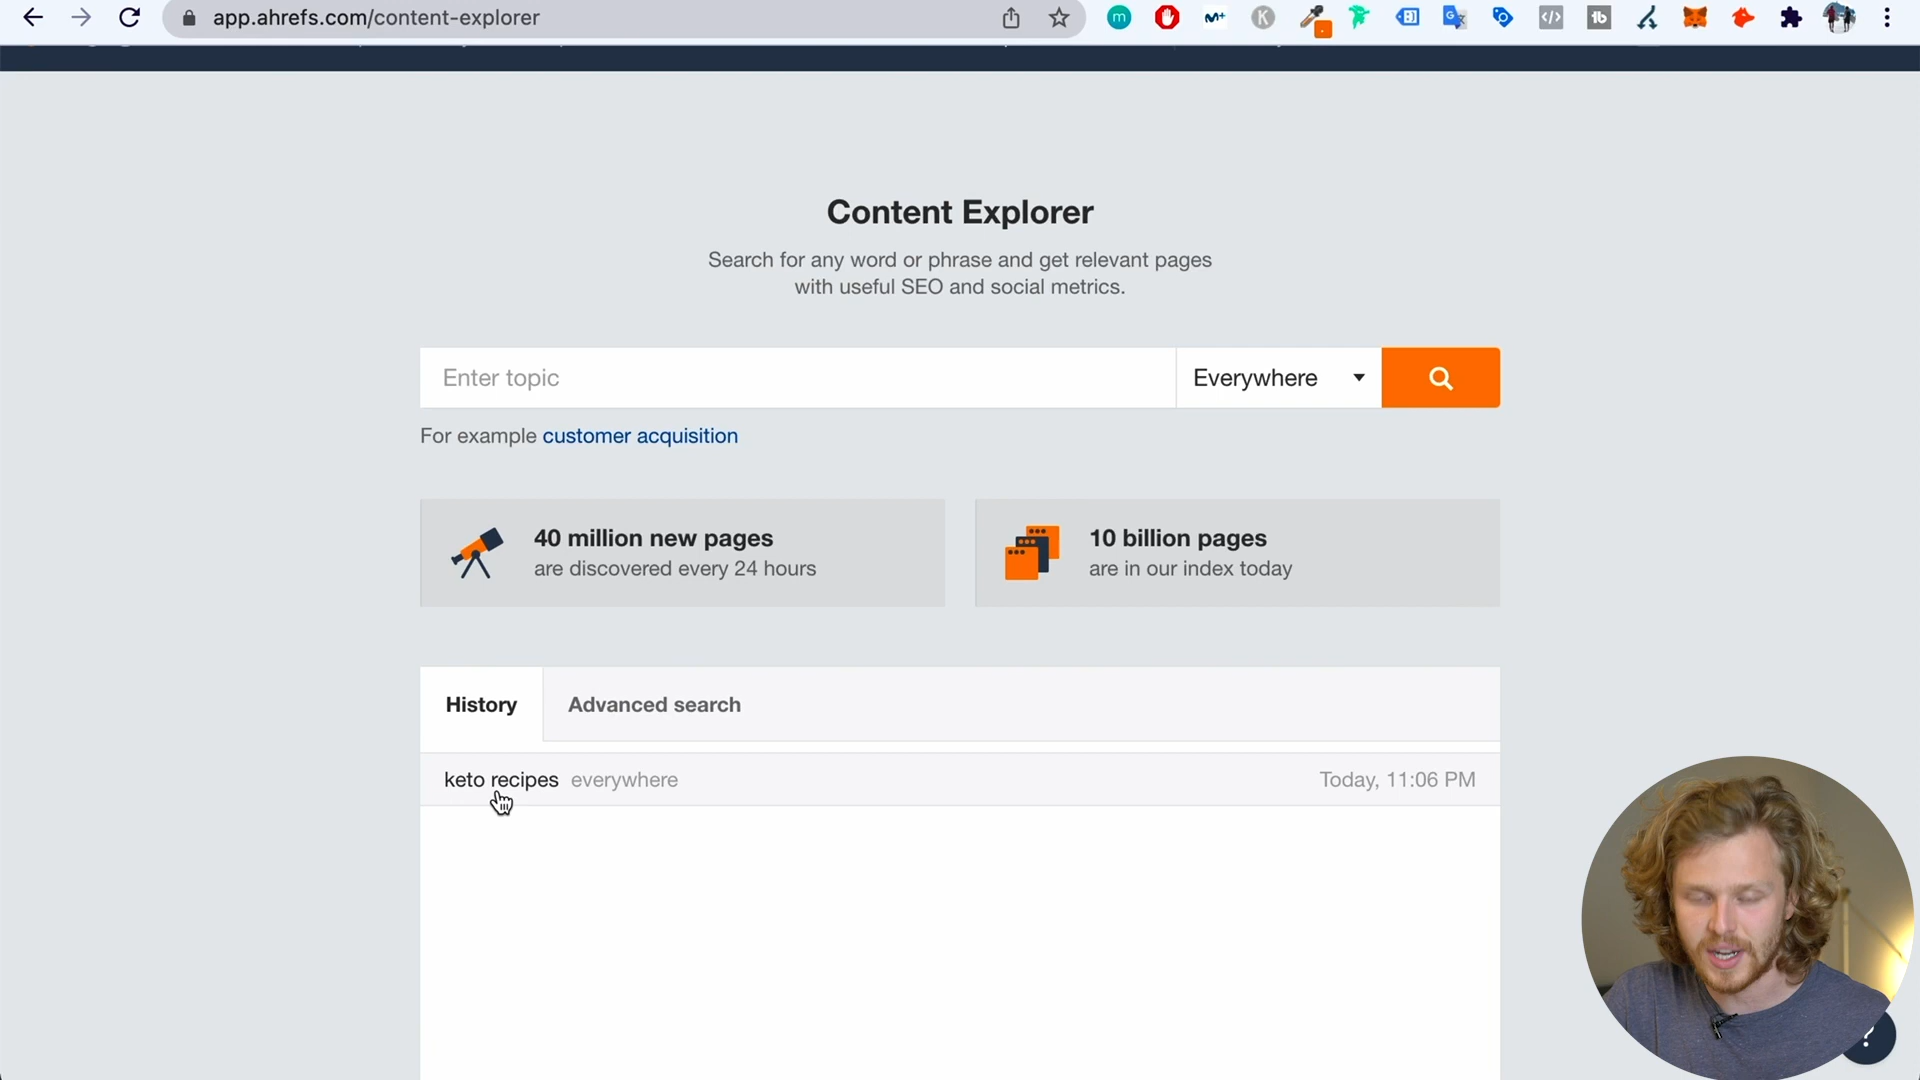 app.ahrefs.com/content-explorer
Content Explorer
Search for any word or phrase and get relevant pages
with useful SEO and social metrics.
Enter topic
Everywhere
For example customer acquisition
40 million new pages
are discovered every 24 hours
10 billion pages
are in our index today
History
Advanced search
keto recipes everywhere
Today, 11:06 PM
?